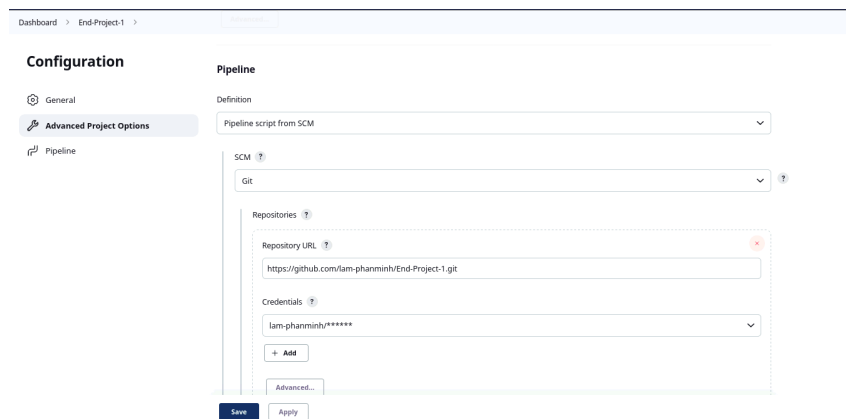 Dashboard > End-Project-1 >
Advanced...
Configuration
General
Advanced Project Options
Pipeline
Pipeline
Definition
Pipeline script from SCM
SCM ?
Git
?
Repositories ?
Repository URL ?
×
https://github.com/lam-phanminh/End-Project-1.git
Credentials ?
lam-phanminh/******
+ Add
Advanced...
Save Apply